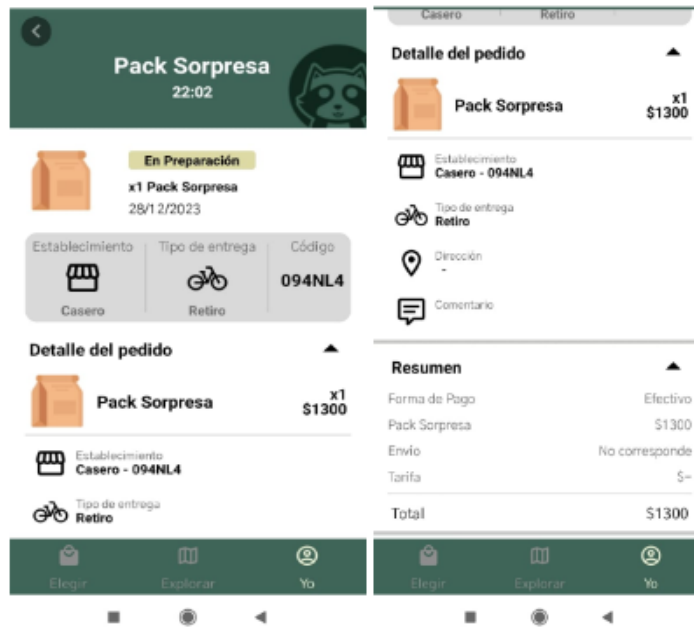 Pack Sorpresa
22:02
En Preparación
x1 Pack Sorpresa
28/12/2023
Establecimiento Tipo de entrega Código
094NL4
Casero Retiro
Detalle del pedido
Pack Sorpresa x1
$1300
Establecimiento
Casero - 094NL4
Tipo de entrega
Retiro
Elegir Explorar Yo
Casero Retiro
Detalle del pedido
Pack Sorpresa x1
$1300
Establecimiento
Casero - 094NL4
Tipo de entrega
Retiro
Dirección
-
Comentario
Resumen
Forma de Pago Efectivo
Pack Sorpresa $1300
Envio No corresponde
Tarifa $-
Total $1300
Elegir Explorar Yo